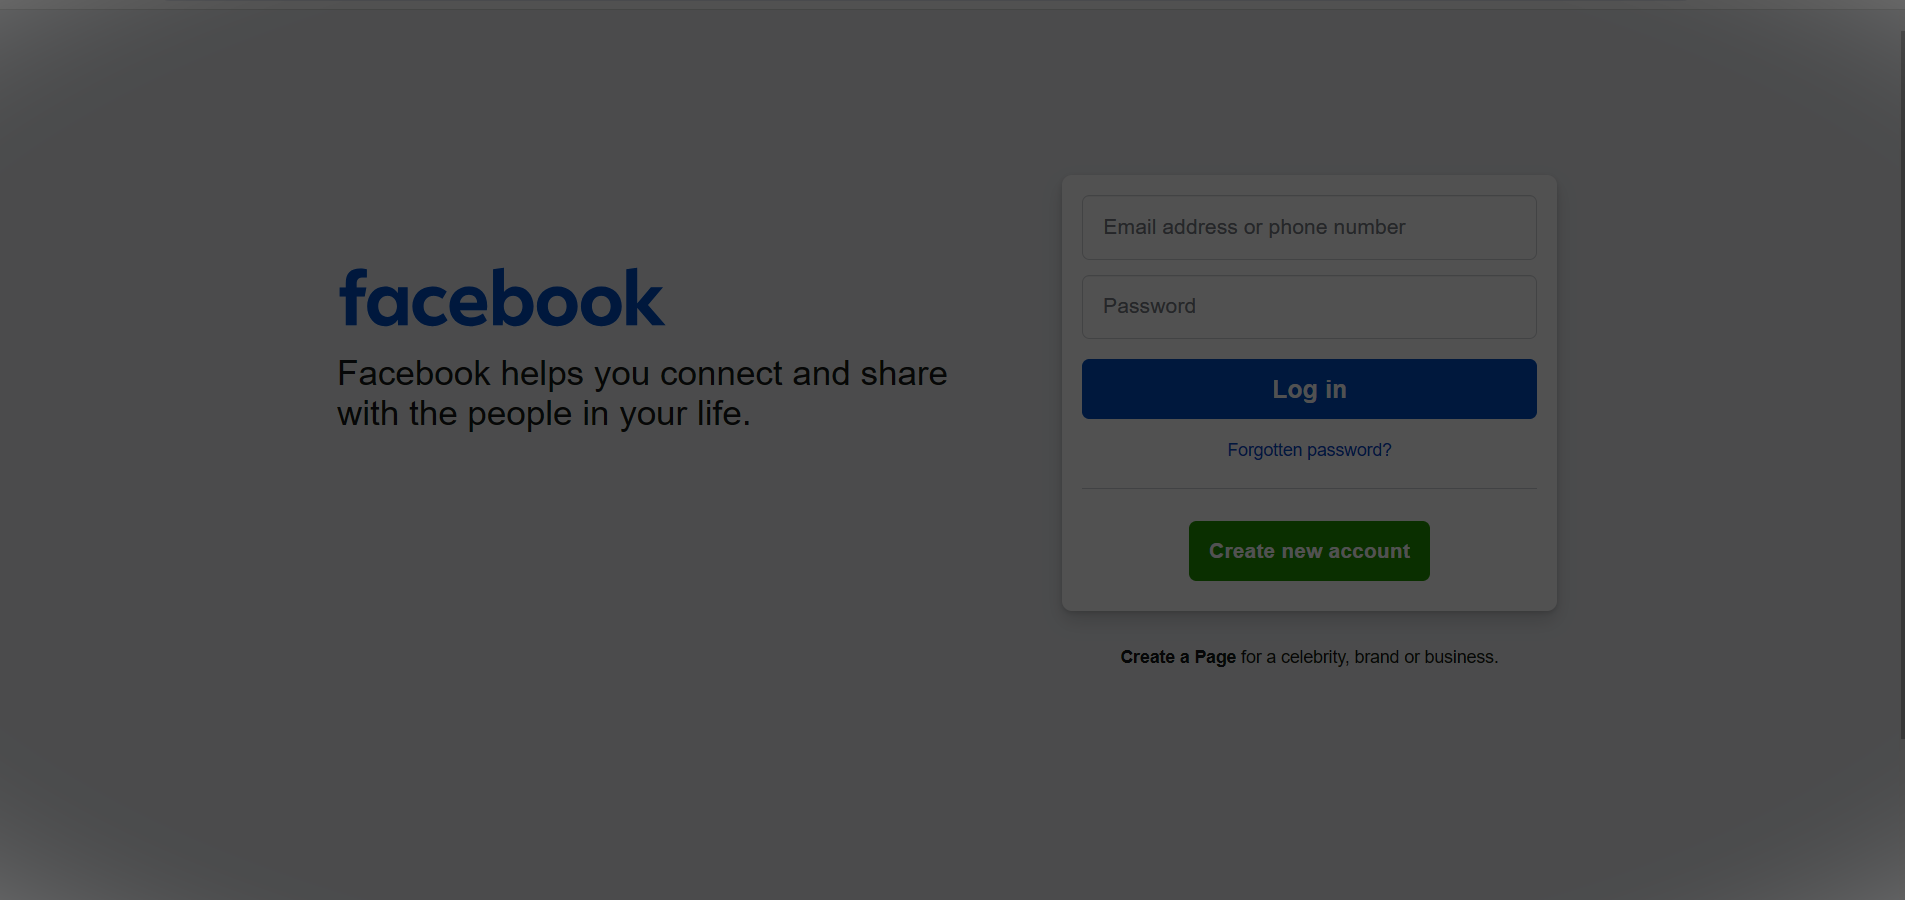 facebook
Facebook helps you connect and share
with the people in your life.
Email address or phone number
Password
Log in
Forgotten password?
Create new account
Create a Page for a celebrity, brand or business.